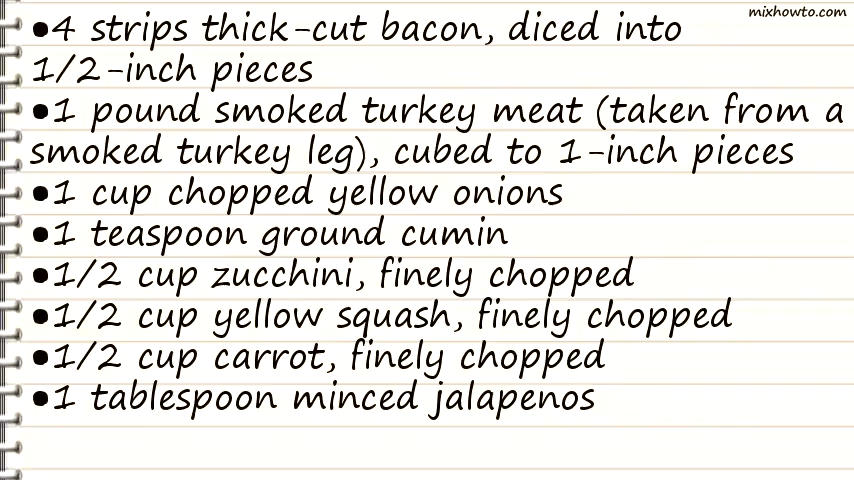 mixhowto.com
•4 strips thick-cut bacon, diced into
1/2-inch pieces
•1 pound smoked turkey meat (taken from a
smoked turkey leg), cubed to 1-inch pieces
•1 cup chopped yellow onions
•1 teaspoon ground cumin
•1/2 cup zucchini, finely chopped
•1/2 cup yellow squash, finely chopped
•1/2 cup carrot, finely chopped
•1 tablespoon minced jalapenos